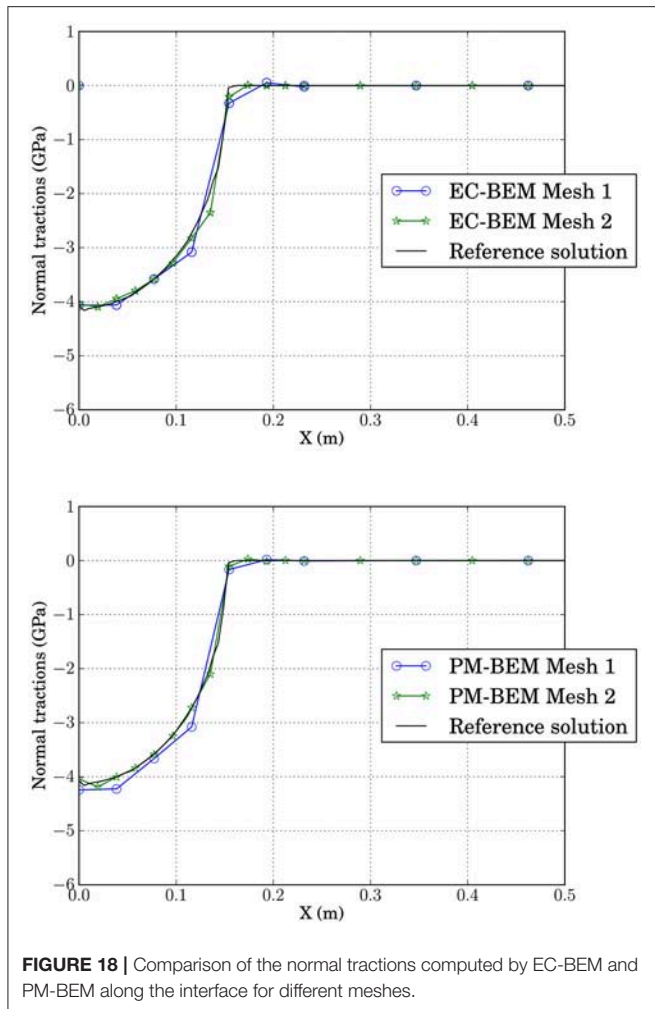 1
0
−1
−2
−3
−4
−5
−6
Normal tractions (GPa)
EC-BEM Mesh 1
EC-BEM Mesh 2
Reference solution
0.0 0.1 0.2 0.3 0.4 0.5
X (m)
1
0
−1
−2
−3
−4
−5
−6
Normal tractions (GPa)
PM-BEM Mesh 1
PM-BEM Mesh 2
Reference solution
0.0 0.1 0.2 0.3 0.4 0.5
X (m)
FIGURE 18 | Comparison of the normal tractions computed by EC-BEM and
PM-BEM along the interface for different meshes.